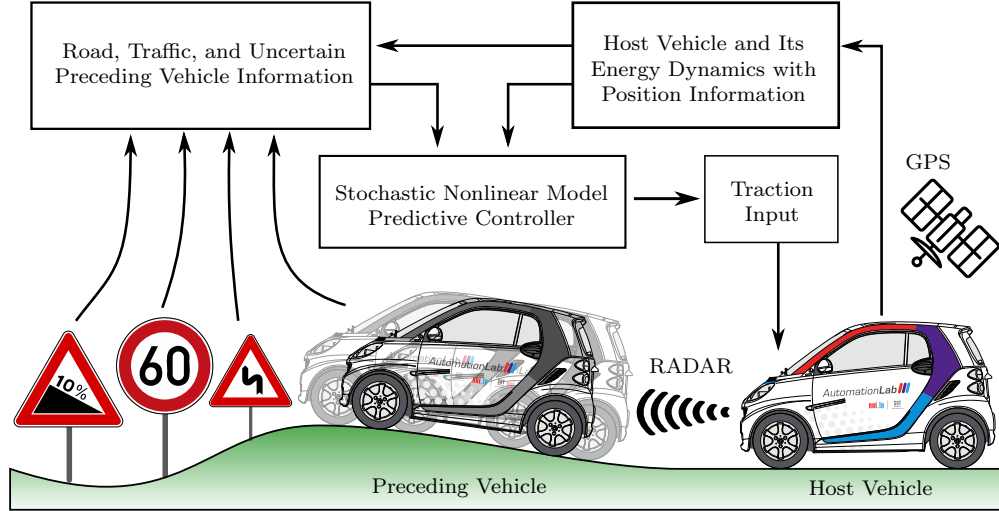 Road, Traffic, and Uncertain
Preceding Vehicle Information
Host Vehicle and Its
Energy Dynamics with
Position Information
Stochastic Nonlinear Model
Predictive Controller
Traction
Input
GPS
10%
60
AutomationLab
RADAR
AutomationLab
Preceding Vehicle
Host Vehicle